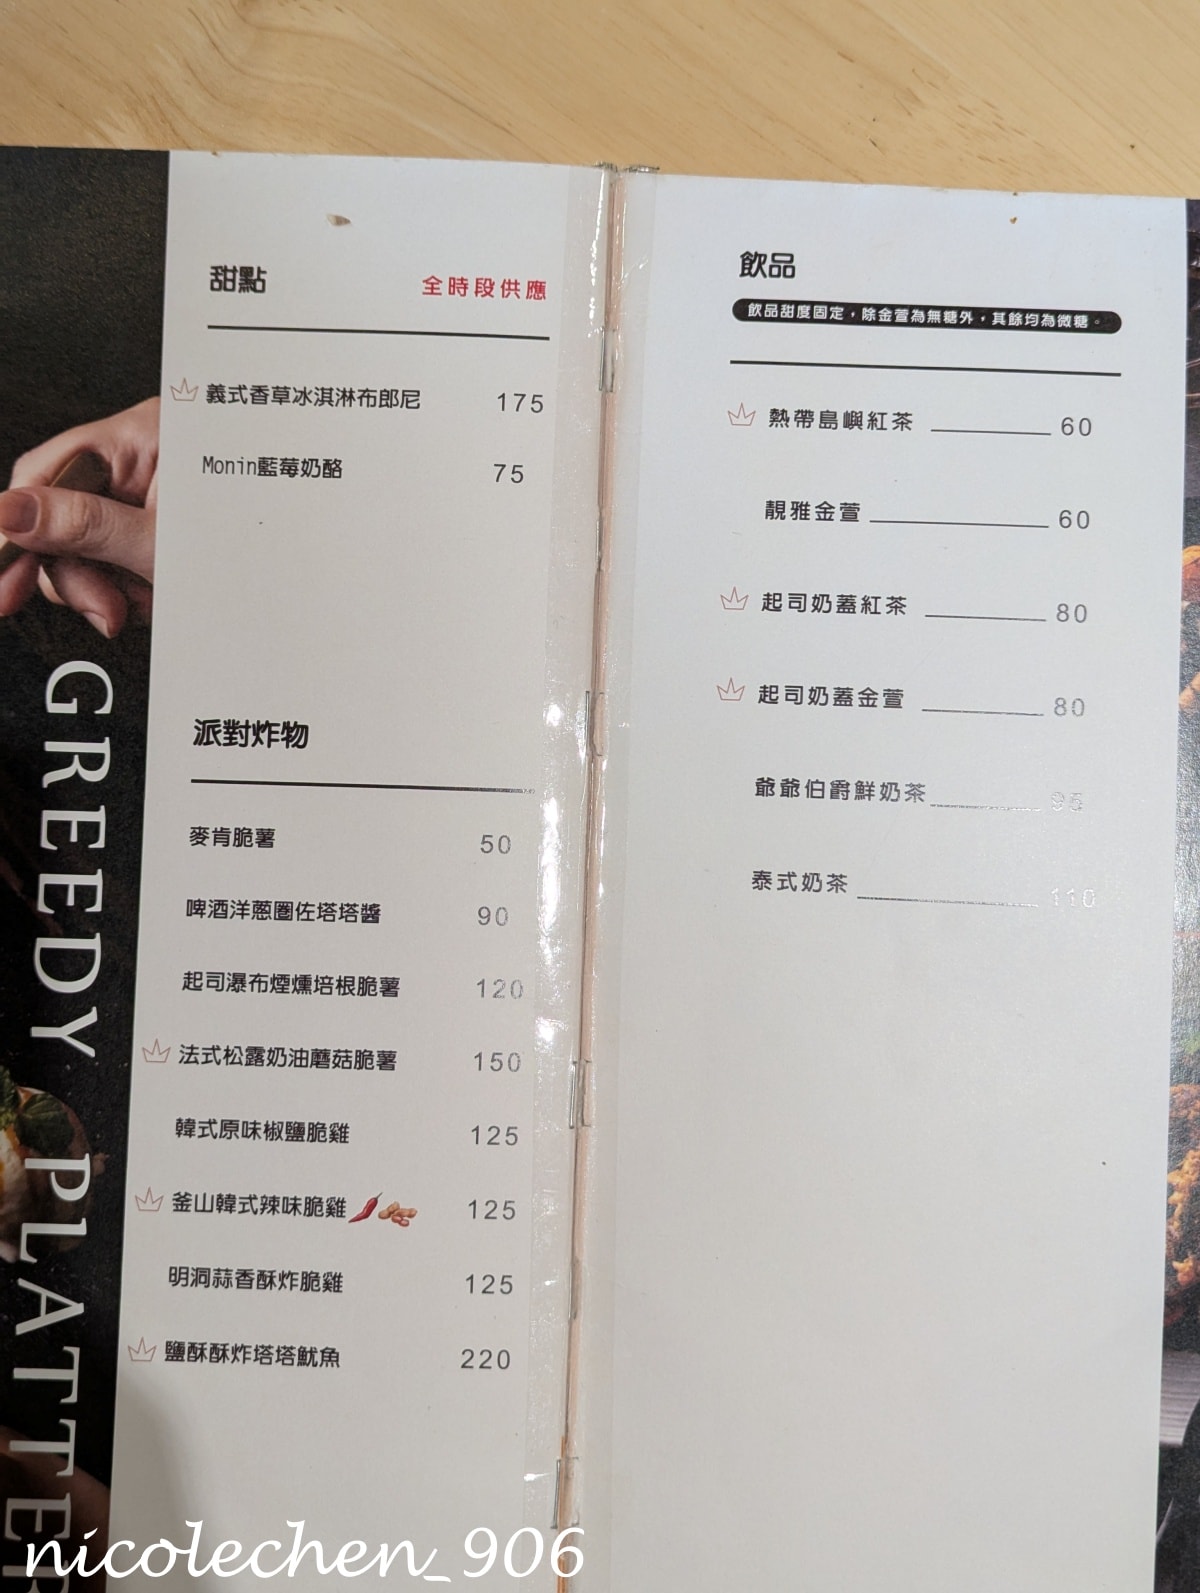 甜點 全時段供應
義式香草冰淇淋布郎尼 175
Monin藍莓奶酪 75
派對炸物
麥肯脆薯 50
啤酒洋蔥圈佐塔塔醬 90
起司瀑布煙燻培根脆薯 120
法式松露奶油蘑菇脆薯 150
韓式原味椒鹽脆雞 125
釜山韓式辣味脆雞 125
明洞蒜香酥炸脆雞 125
鹽酥酥炸塔塔魷魚 220
飲品
飲品甜度固定，除金萱為無糖外，其餘均為微糖。
熱帶島嶼紅茶 60
靚雅金萱 60
起司奶蓋紅茶 80
起司奶蓋金萱 80
爺爺伯爵鮮奶茶 95
泰式奶茶 110
GREEDY PLATTER
nicolechen_906